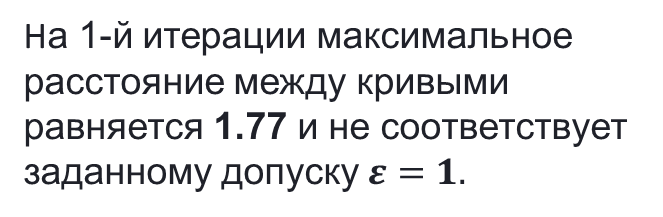 На 1-й итерации максимальное
расстояние между кривыми
равняется 1.77 и не соответствует
заданному допуску ε = 1.